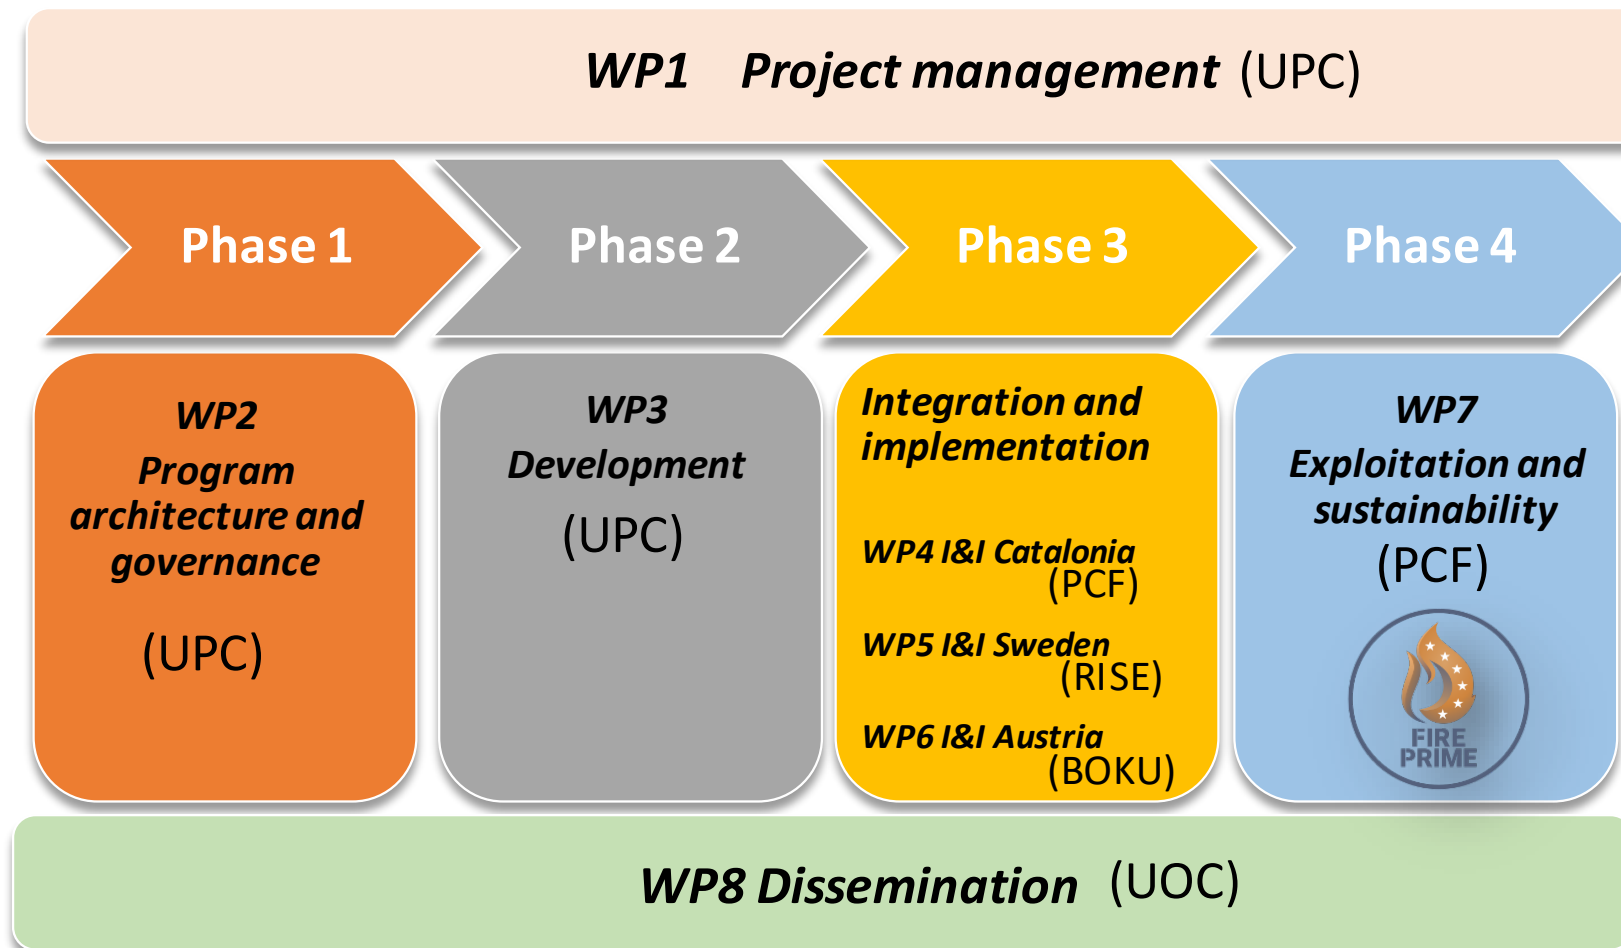 WP1 Project management (UPC)
Phase 1
Phase 2
Phase 3
Phase 4
WP2
Program
architecture and
governance
(UPC)
WP3
Development
(UPC)
Integration and
implementation
WP4 I&I Catalonia
(PCF)
WP5 I&I Sweden
(RISE)
WP6 I&I Austria
(BOKU)
WP7
Exploitation and
sustainability
(PCF)
FIRE
PRIME
WP8 Dissemination (UOC)